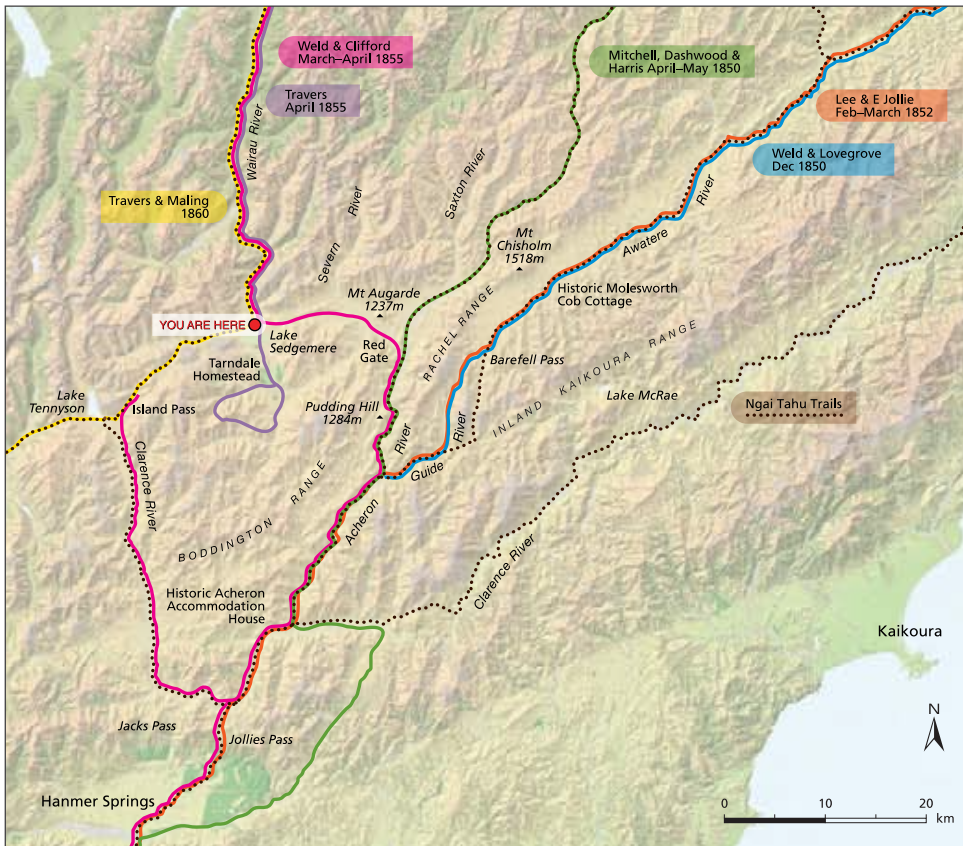 Weld & Clifford
March–April 1855
Travers
April 1855
Mitchell, Dashwood &
Harris April–May 1850
Lee & E Jollie
Feb–March 1852
Weld & Lovegrove
Dec 1850
Travers & Maling
1860
Wairau River
Severn
River
Saxton River
Mt
Chisholm
1518m
River
Awatere
Mt Augarde
1237m
Historic Molesworth
Cob Cottage
YOU ARE HERE
Lake
Sedgemere
Red
Gate
RACHEL RANGE
Barefell Pass
Tarndale
Homestead
INLAND KAIKOURA RANGE
Lake McRae
Ngai Tahu Trails
Lake
Tennyson
Island Pass
Pudding Hill
1284m
River
River
Guide
Clarence River
BODDINGTON RANGE
Acheron
Clarence River
Historic Acheron
Accommodation
House
Kaikoura
Jacks Pass
Jollies Pass
N
Hanmer Springs
0 10 20
km